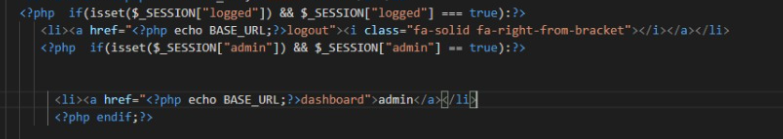 <?php if(isset($_SESSION["logged"]) && $_SESSION["logged"] === true):?>
<li><a href="<?php echo BASE_URL;?>logout"><i class="fa-solid fa-right-from-bracket"></i></a></li>
<?php if(isset($_SESSION["admin"]) && $_SESSION["admin"] == true):?>
<li><a href="<?php echo BASE_URL;?>dashboard">admin</a></li>
<?php endif;?>